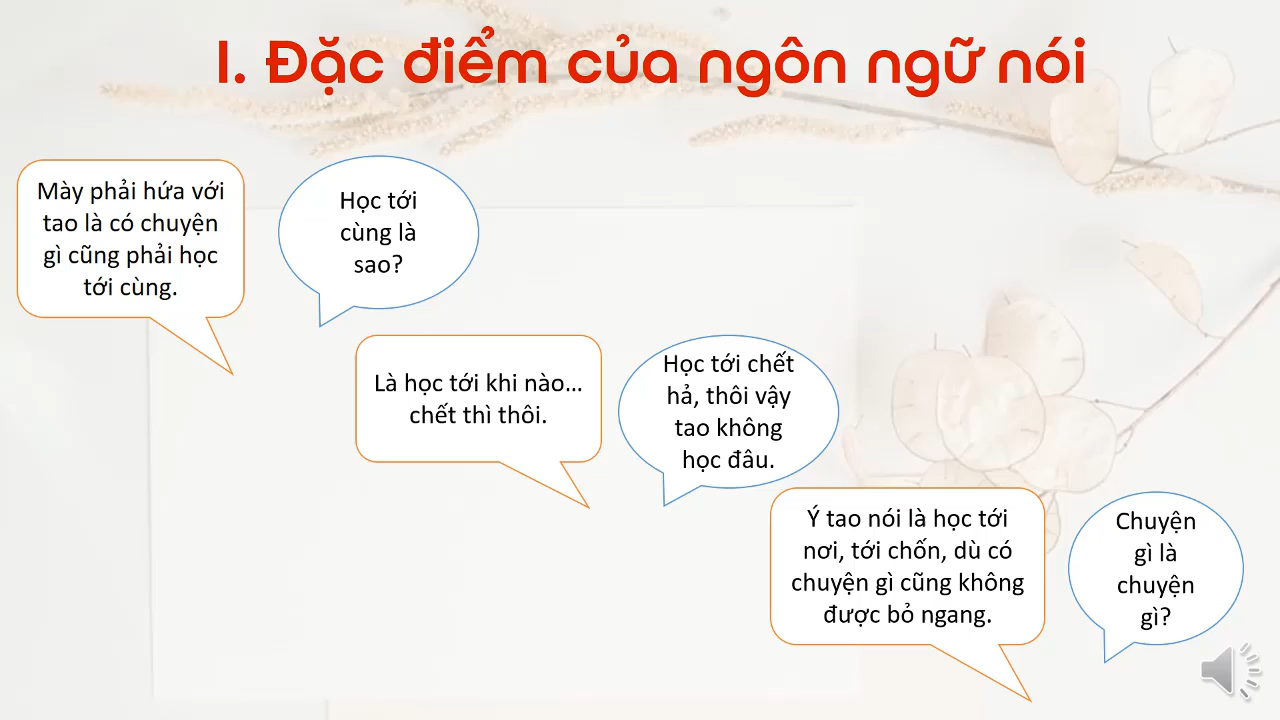 I. Đặc điểm của ngôn ngữ nói
Mày phải hứa với
tao là có chuyện
gì cũng phải học
tới cùng.
Học tới
cùng là
sao?
Là học tới khi nào...
chết thì thôi.
Học tới chết
hả, thôi vậy
tao không
học đâu.
Ý tao nói là học tới
nơi, tới chốn, dù có
chuyện gì cũng không
được bỏ ngang.
Chuyện
gì là
chuyện
gì?